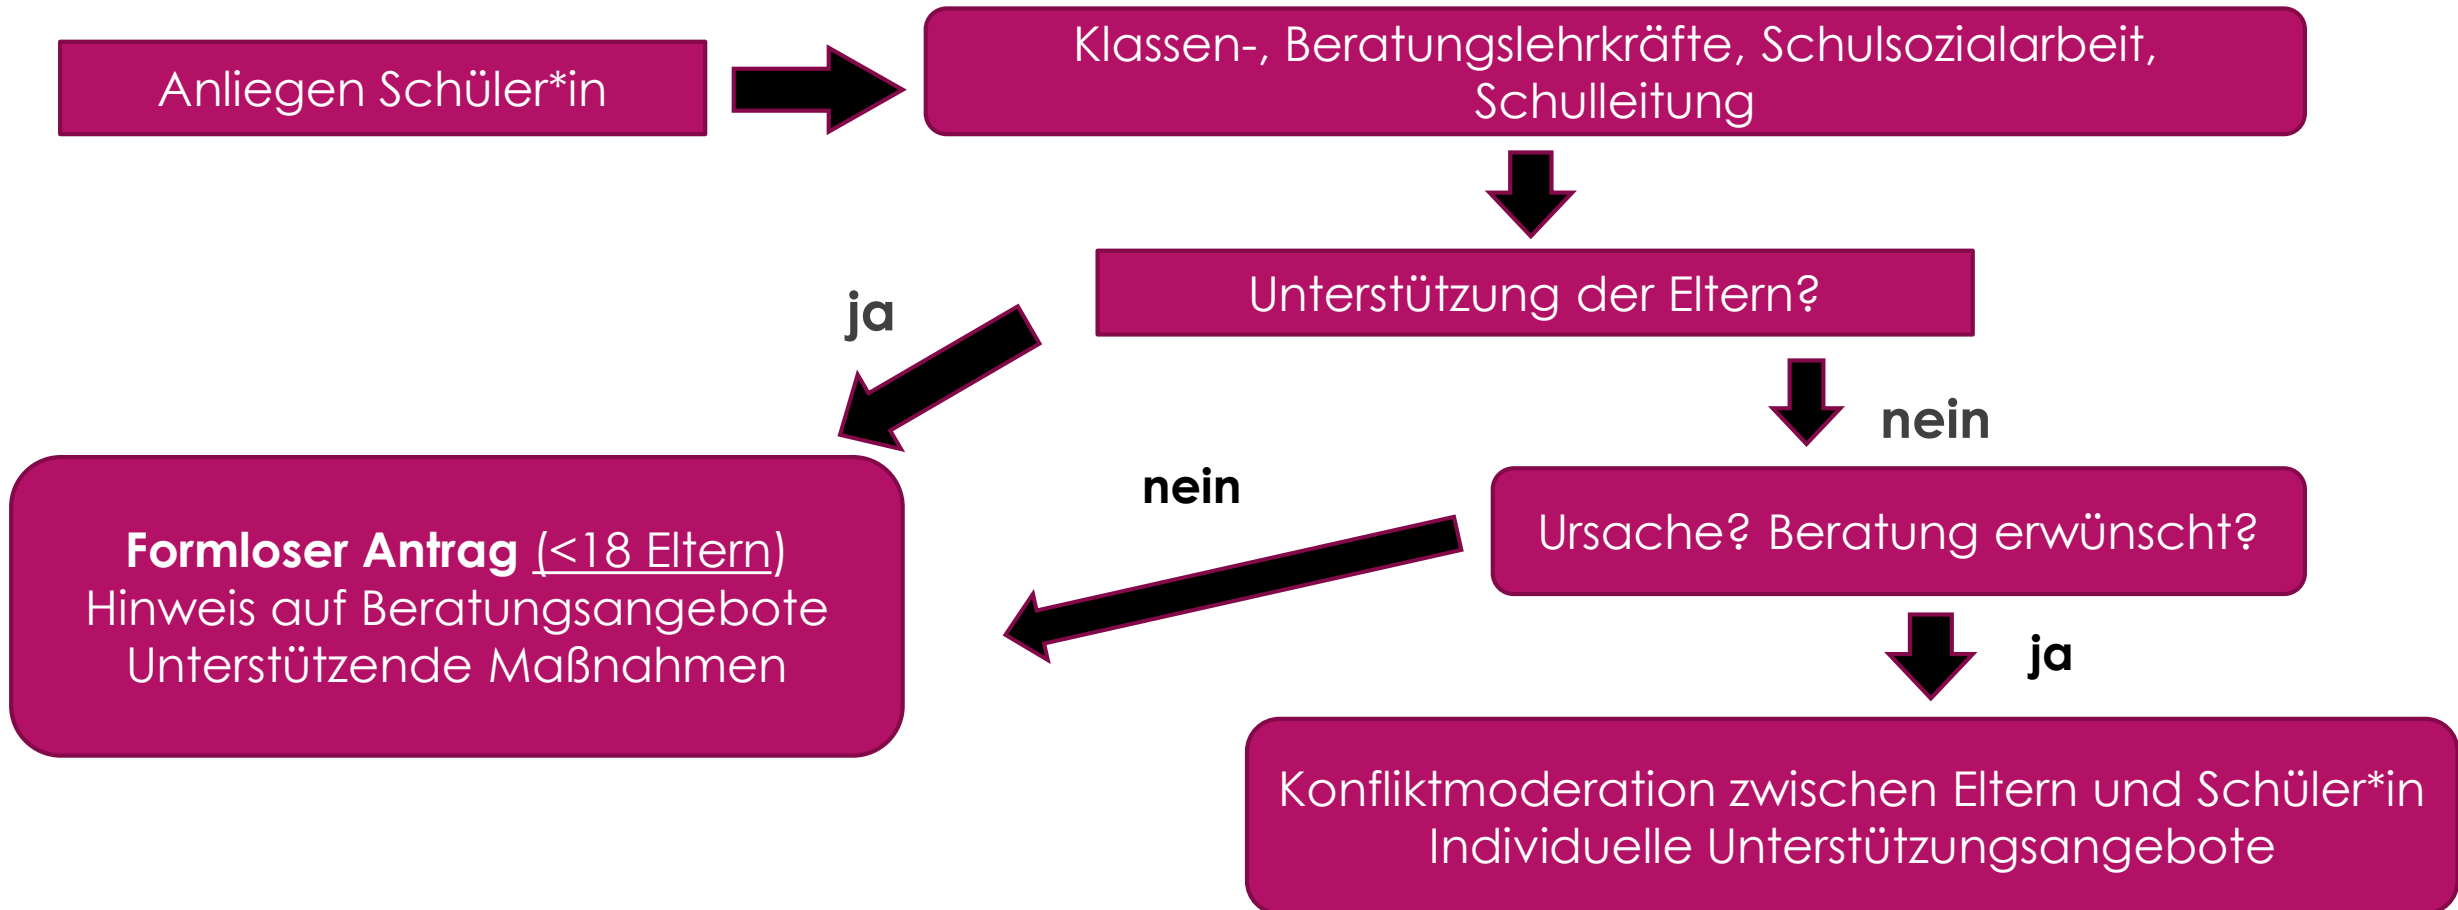 Anliegen Schüler*in
Klassen-, Beratungslehrkräfte, Schulsozialarbeit,
Schulleitung
Unterstützung der Eltern?
ja
nein
nein
Ursache? Beratung erwünscht?
Formloser Antrag (<18 Eltern)
Hinweis auf Beratungsangebote
Unterstützende Maßnahmen
ja
Konfliktmoderation zwischen Eltern und Schüler*in
Individuelle Unterstützungsangebote